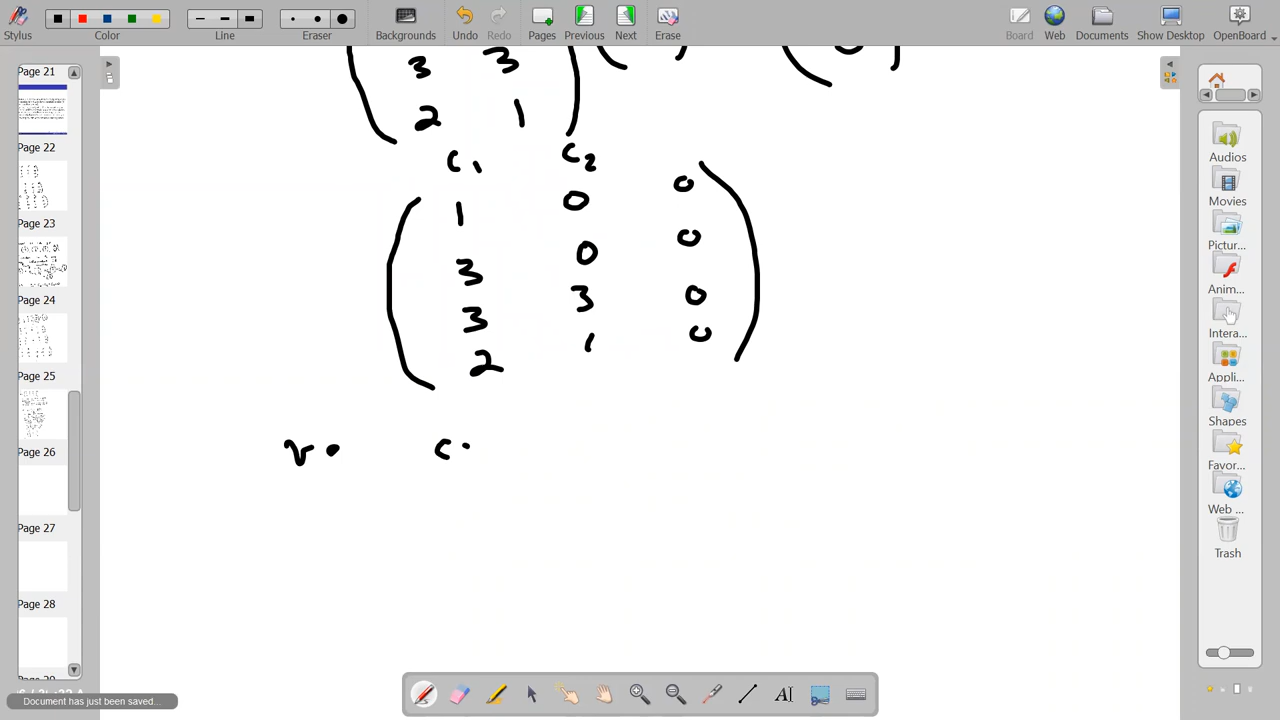 Stylus Color Line Eraser Backgrounds Undo Redo Pages Previous Next Erase Board Web Documents Show Desktop OpenBoard
Page 21
Page 22
Page 23
Page 24
Page 25
Page 26
Page 27
Page 28
3 3
2 1
c₁ c₂
1 0 0
3 0 0
3 3 0
2 1 0
v. c.
Audios
Movies
Pictur...
Anim...
Intera...
Appli...
Shapes
Favor...
Web ...
Trash
Document has just been saved...